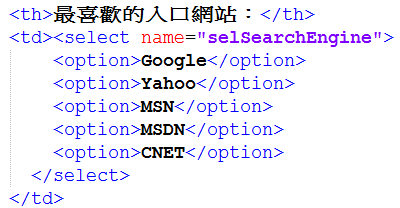 <th>最喜歡的入口網站：</th>
<td><select name="selSearchEngine">
<option>Google</option>
<option>Yahoo</option>
<option>MSN</option>
<option>MSDN</option>
<option>CNET</option>
</select>
</td>